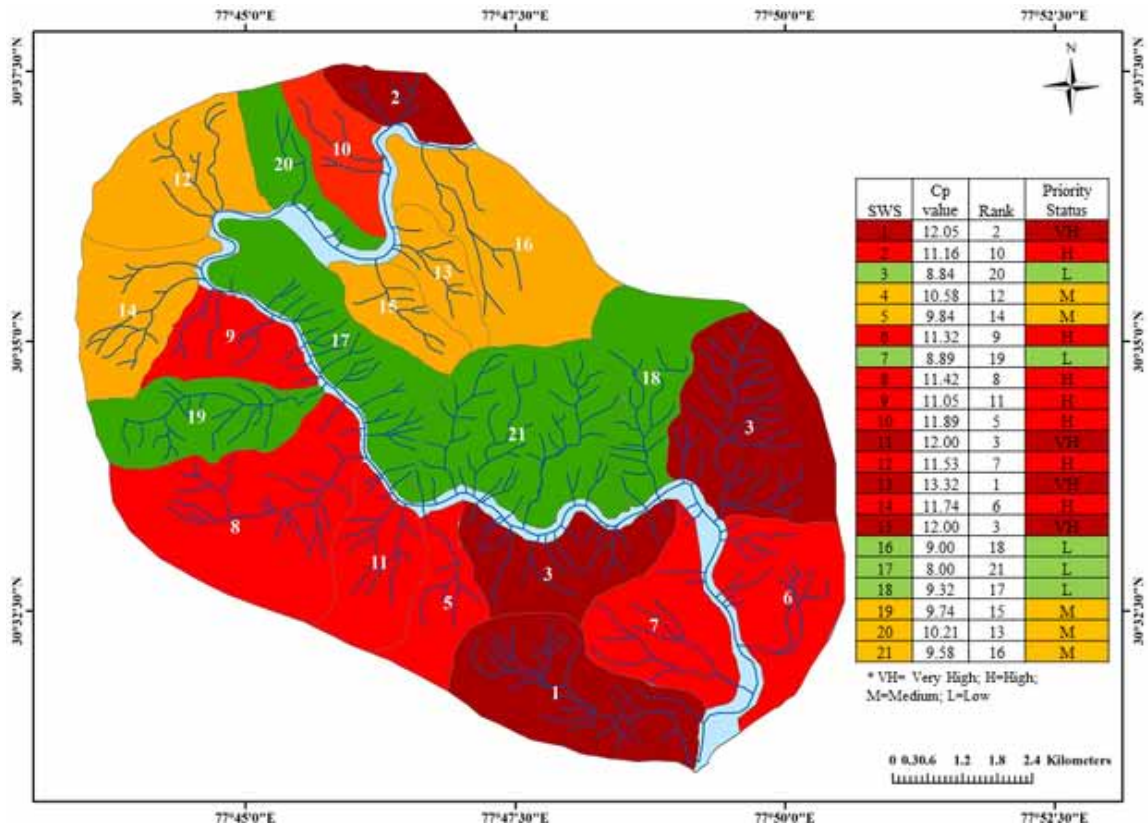 77°45'0"E 77°47'30"E 77°50'0"E 77°52'30"E
30°37'30"N 30°37'30"N
N
2
10
20
12
16
13
15
14
9
17
30°35'0"N 30°35'0"N
18
19
3
21
8
11
3
5
6
7
30°32'30"N 30°32'30"N
1
SWS Cp value Rank Priority Status
1 12.05 2 VH
2 11.16 10 H
3 8.84 20 L
4 10.58 12 M
5 9.84 14 M
6 11.32 9 H
7 8.89 19 L
8 11.42 8 H
9 11.05 11 H
10 11.89 5 H
11 12.00 3 VH
12 11.53 7 H
13 13.32 1 VH
14 11.74 6 H
15 12.00 3 VH
16 9.00 18 L
17 8.00 21 L
18 9.32 17 L
19 9.74 15 M
20 10.21 13 M
21 9.58 16 M
* VH= Very High; H=High;
M=Medium; L=Low
0 0.30.6 1.2 1.8 2.4 Kilometers
77°45'0"E 77°47'30"E 77°50'0"E 77°52'30"E